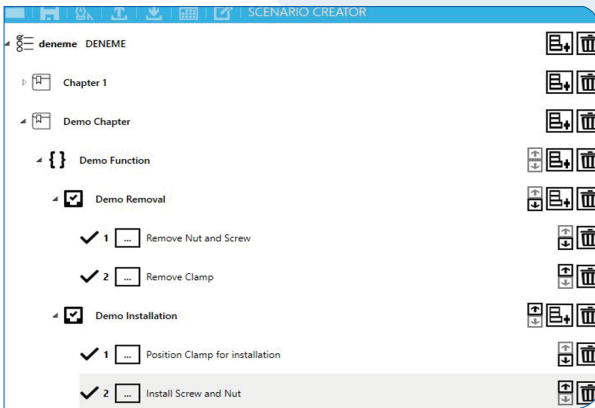 SCENARIO CREATOR
deneme DENEME
Chapter 1
Demo Chapter
{ } Demo Function
Demo Removal
1 ... Remove Nut and Screw
2 ... Remove Clamp
Demo Installation
1 ... Position Clamp for installation
2 ... Install Screw and Nut